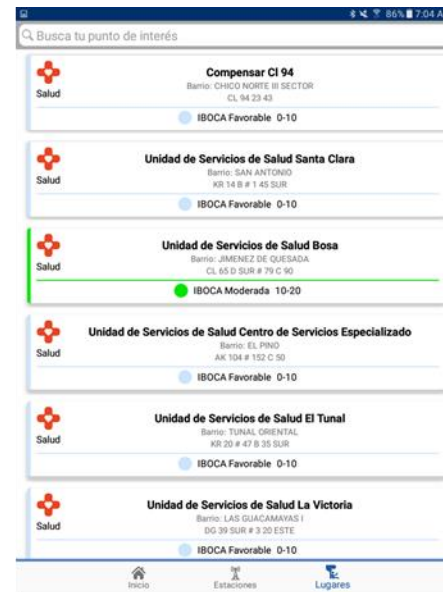 86% 7:04 A
Busca tu punto de interés
Compensar Cl 94
Barrio: CHICO NORTE III SECTOR
CL 94 23 43
Salud
IBOCA Favorable 0-10
Unidad de Servicios de Salud Santa Clara
Barrio: SAN ANTONIO
KR 14 B # 1 45 SUR
Salud
IBOCA Favorable 0-10
Unidad de Servicios de Salud Bosa
Barrio: JIMENEZ DE QUESADA
CL 65 D SUR # 79 C 90
Salud
IBOCA Moderada 10-20
Unidad de Servicios de Salud Centro de Servicios Especializado
Barrio: EL PINO
AK 104 # 152 C 50
Salud
IBOCA Favorable 0-10
Unidad de Servicios de Salud El Tunal
Barrio: TUNAL ORIENTAL
KR 20 # 47 B 35 SUR
Salud
IBOCA Favorable 0-10
Unidad de Servicios de Salud La Victoria
Barrio: LAS GUACAMAYAS I
DG 39 SUR # 3 20 ESTE
Salud
IBOCA Favorable 0-10
Inicio Estaciones Lugares